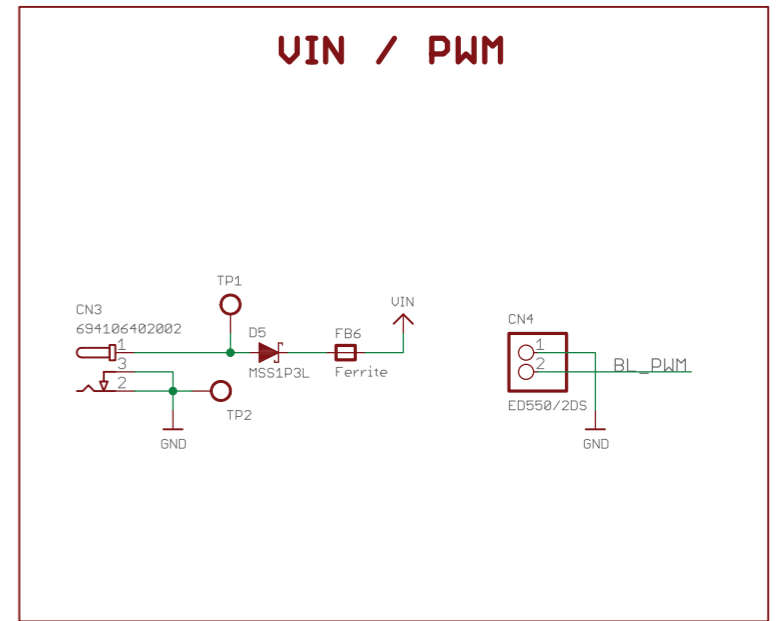 VIN / PWM
TP1
CN3
694106402002
1
3
2
D5
MSS1P3L
FB6
Ferrite
VIN
TP2
GND
CN4
1
2
BL_PWM
ED550/2DS
GND